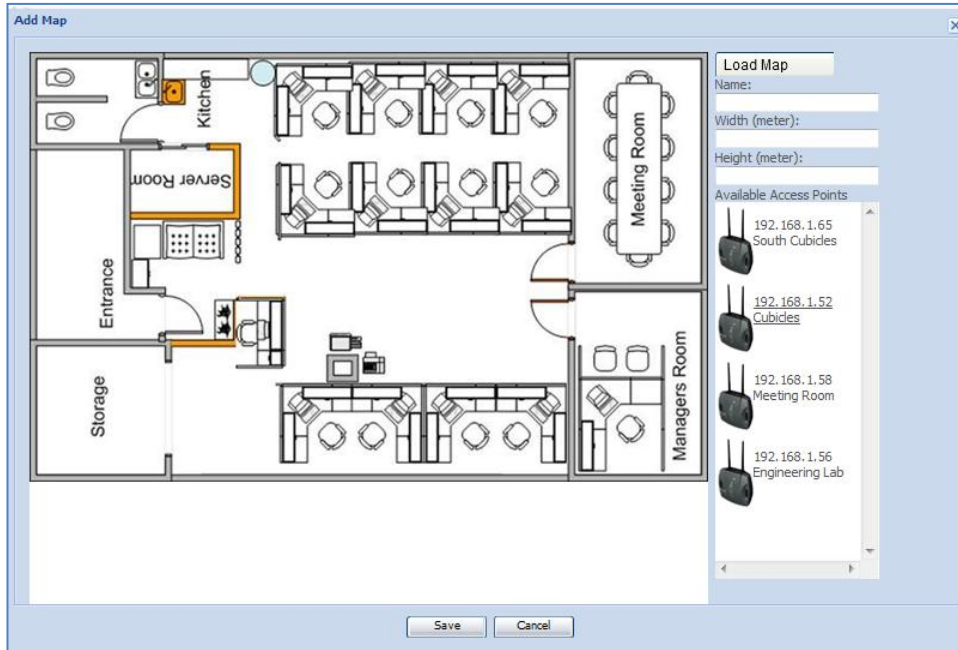 Add Map
Load Map
Name:
Width (meter):
Height (meter):
Available Access Points
192.168.1.65
South Cubicles
192.168.1.52
Cubicles
192.168.1.58
Meeting Room
192.168.1.56
Engineering Lab
Kitchen
Server Room
Meeting Room
Entrance
Storage
Managers Room
Save
Cancel